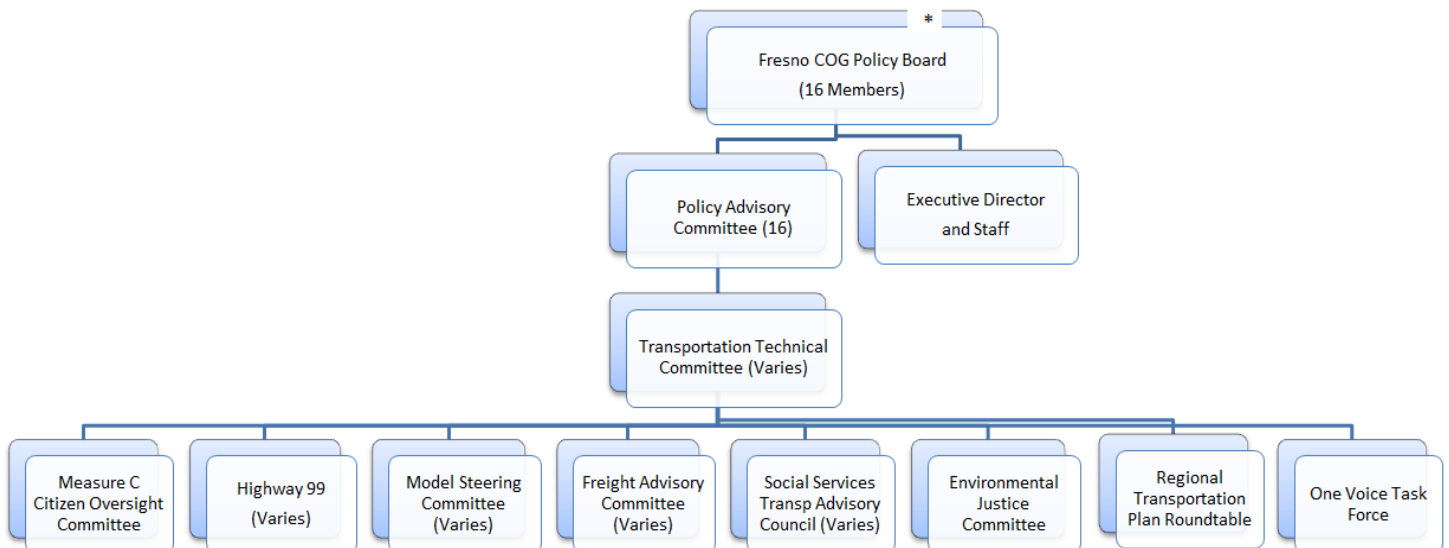 *
Fresno COG Policy Board
(16 Members)
Policy Advisory
Committee (16)
Executive Director
and Staff
Transportation Technical
Committee (Varies)
Measure C
Citizen Oversight
Committee
Highway 99
(Varies)
Model Steering
Committee
(Varies)
Freight Advisory
Committee
(Varies)
Social Services
Transp Advisory
Council (Varies)
Environmental
Justice
Committee
Regional
Transportation
Plan Roundtable
One Voice Task
Force